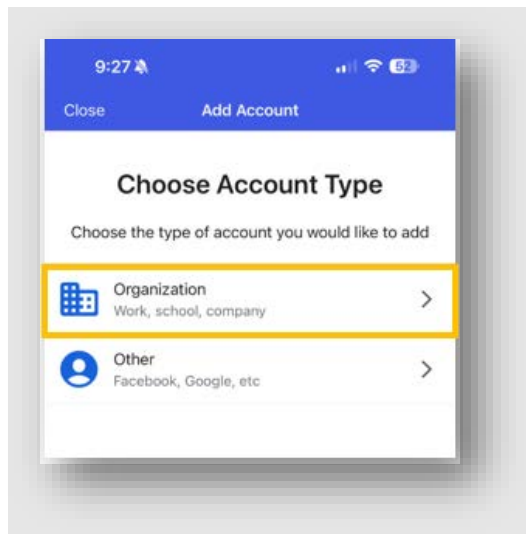 9:27 52
Close Add Account
Choose Account Type
Choose the type of account you would like to add
Organization
Work, school, company
Other
Facebook, Google, etc